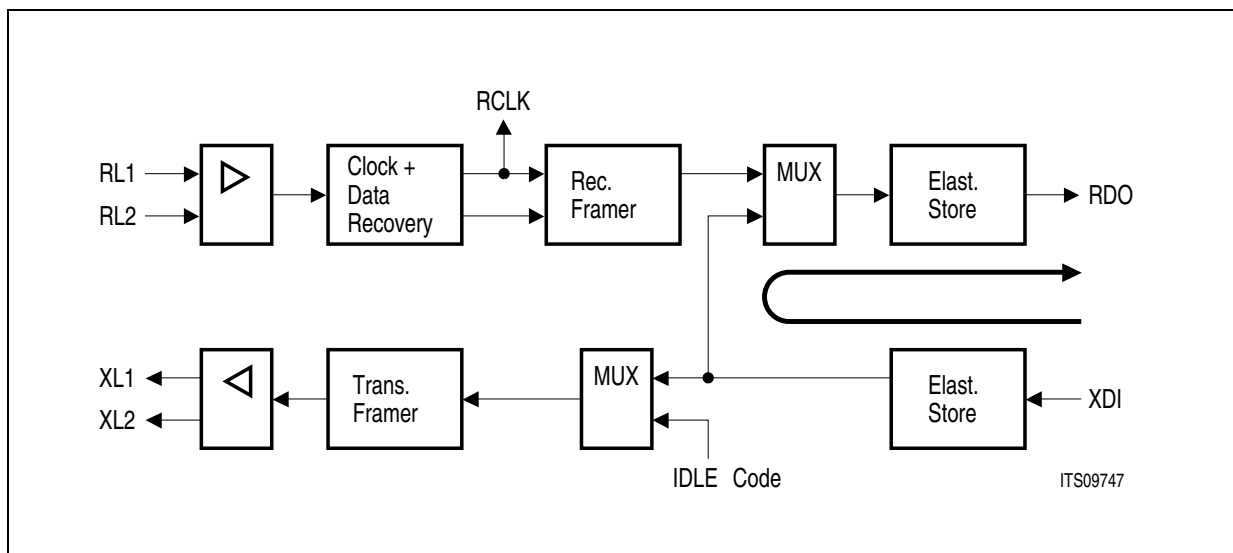 RCLK
RL1
RL2
Clock +
Data
Recovery
Rec.
Framer
MUX
Elast.
Store
RDO
XL1
XL2
Trans.
Framer
MUX
Elast.
Store
XDI
IDLE Code
ITS09747